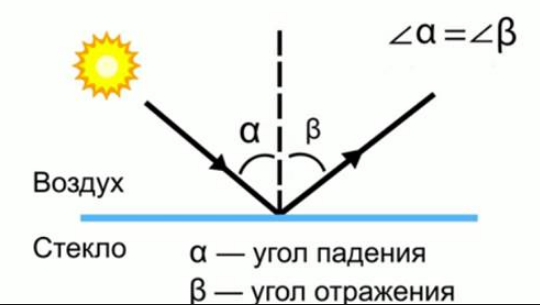 ∠α=∠β
α
β
Воздух
Стекло
α — угол падения
β — угол отражения